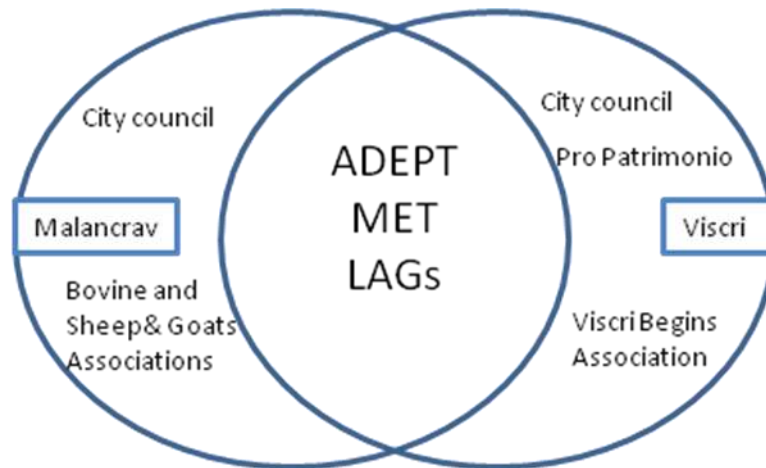 City council
Malancrav
Bovine and
Sheep& Goats
Associations
ADEPT
MET
LAGs
City council
Pro Patrimonio
Viscri
Viscri Begins
Association